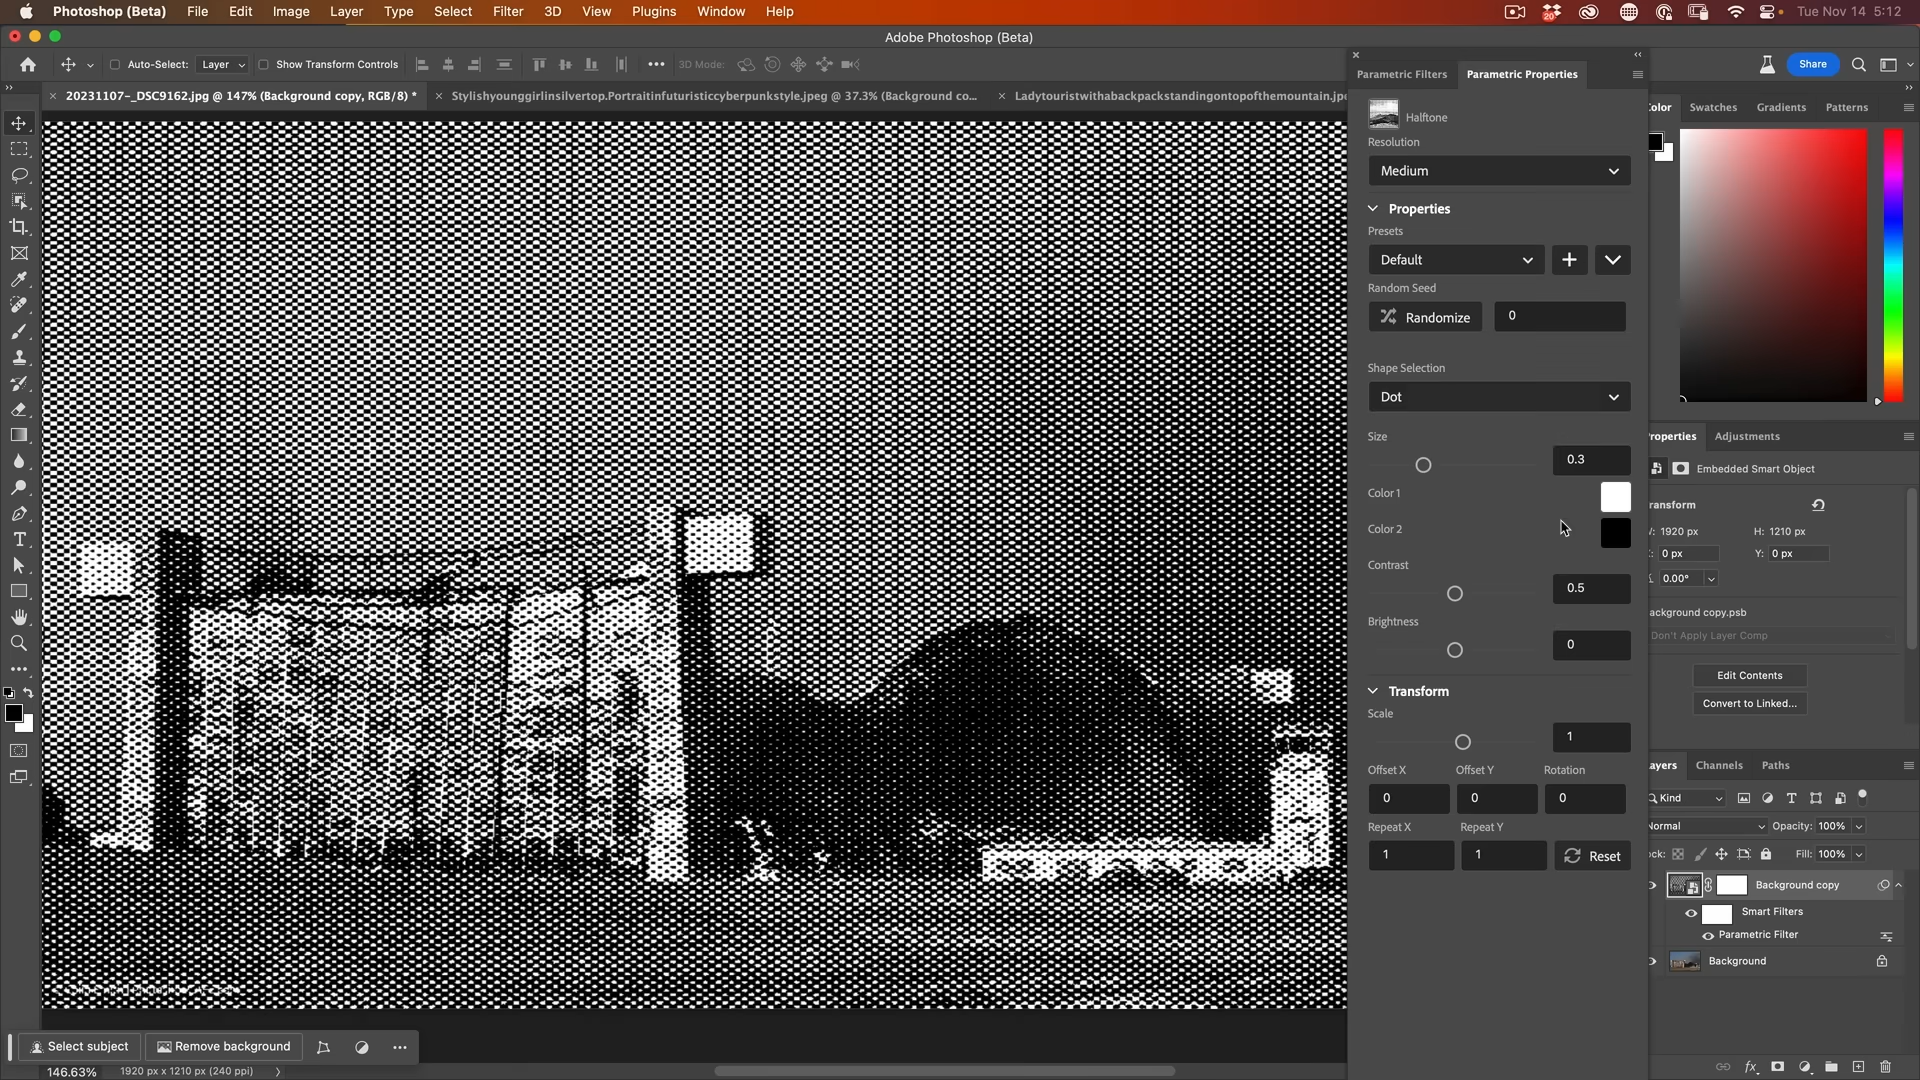 Photoshop (Beta) File Edit Image Layer Type Select Filter 3D View Plugins Window Help
20
Tue Nov 14 5:12
Adobe Photoshop (Beta)
Auto-Select: Layer Show Transform Controls 3D Mode: Share
20231107-_DSC9162.jpg @ 147% (Background copy, RGB/8) *
Stylishyounggirlinsilvertop.Portraitinfuturisticcyberpunkstyle.jpeg @ 37.3% (Background co...
Ladytouristwithabackpackstandingontopofthemountain.jpe
Parametric Filters Parametric Properties
Halftone
Resolution
Medium
Properties
Presets
Default
Random Seed
Randomize 0
Shape Selection
Dot
Size
0.3
Color 1
Color 2
Contrast
0.5
Brightness
0
Transform
Scale
1
Offset X Offset Y Rotation
0 0 0
Repeat X Repeat Y
1 1 Reset
olor Swatches Gradients Patterns
roperties Adjustments
Embedded Smart Object
ransform
: 1920 px H: 1210 px
: 0 px Y: 0 px
0.00°
ackground copy.psb
Don't Apply Layer Comp
Edit Contents
Convert to Linked...
ayers Channels Paths
Kind
Normal Opacity: 100%
ock: Fill: 100%
Background copy
Smart Filters
Parametric Filter
Background
Select subject Remove background
146.63% 1920 px x 1210 px (240 ppi)